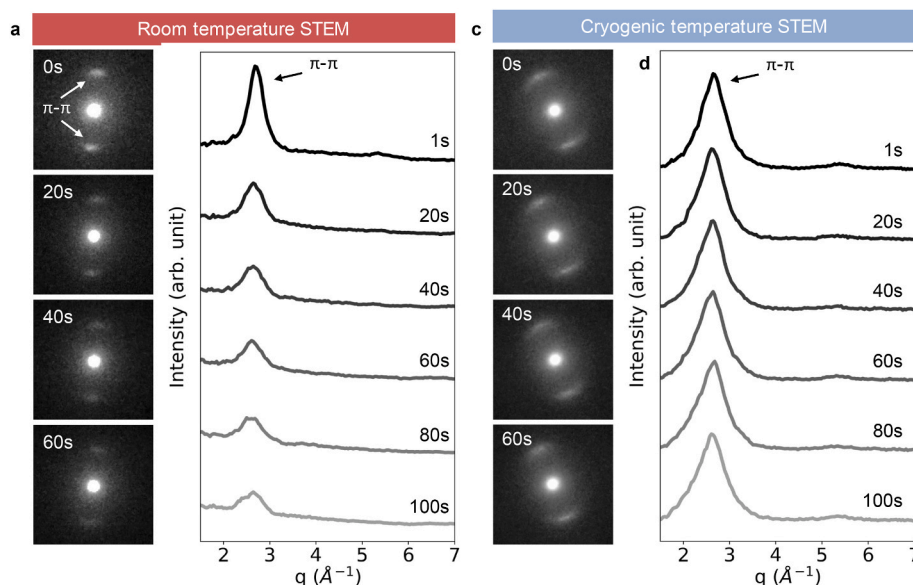 a
Room temperature STEM
c
Cryogenic temperature STEM
0s
π-π
20s
40s
60s
π-π
1s
20s
40s
60s
80s
100s
Intensity (arb. unit)
2 3 4 5 6 7
q (Å⁻¹)
0s
20s
40s
60s
d
π-π
1s
20s
40s
60s
80s
100s
Intensity (arb. unit)
2 3 4 5 6 7
q (Å⁻¹)